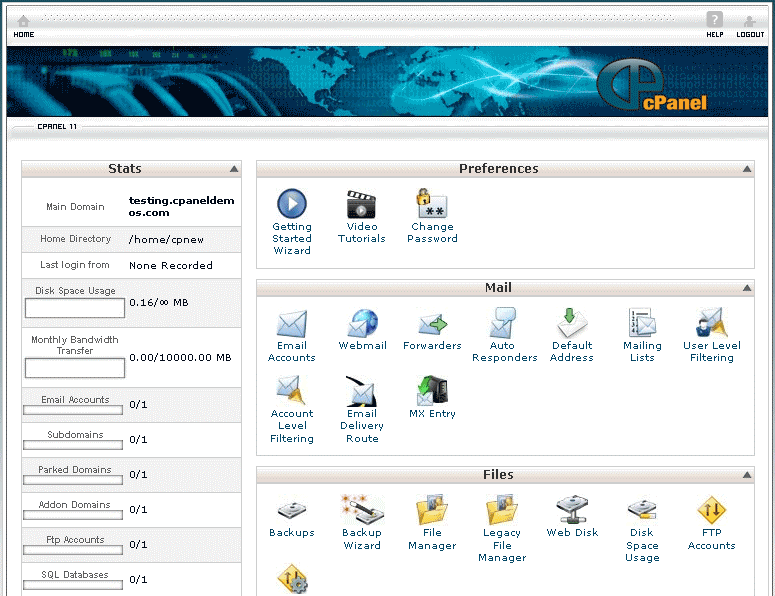 HOME
HELP
LOGOUT
cPanel
CPANEL 11
Stats
Main Domain
testing.cpaneldem
os.com
Home Directory
/home/cpnew
Last login from
None Recorded
Disk Space Usage
0.16/∞ MB
Monthly Bandwidth
Transfer
0.00/10000.00 MB
Email Accounts
0/1
Subdomains
0/1
Parked Domains
0/1
Addon Domains
0/1
Ftp Accounts
0/1
SQL Databases
0/1
Preferences
Getting
Started
Wizard
Video
Tutorials
Change
Password
Mail
Email
Accounts
Webmail
Forwarders
Auto
Responders
Default
Address
Mailing
Lists
User Level
Filtering
Account
Level
Filtering
Email
Delivery
Route
MX Entry
Files
Backups
Backup
Wizard
File
Manager
Legacy
File
Manager
Web Disk
Disk
Space
Usage
FTP
Accounts